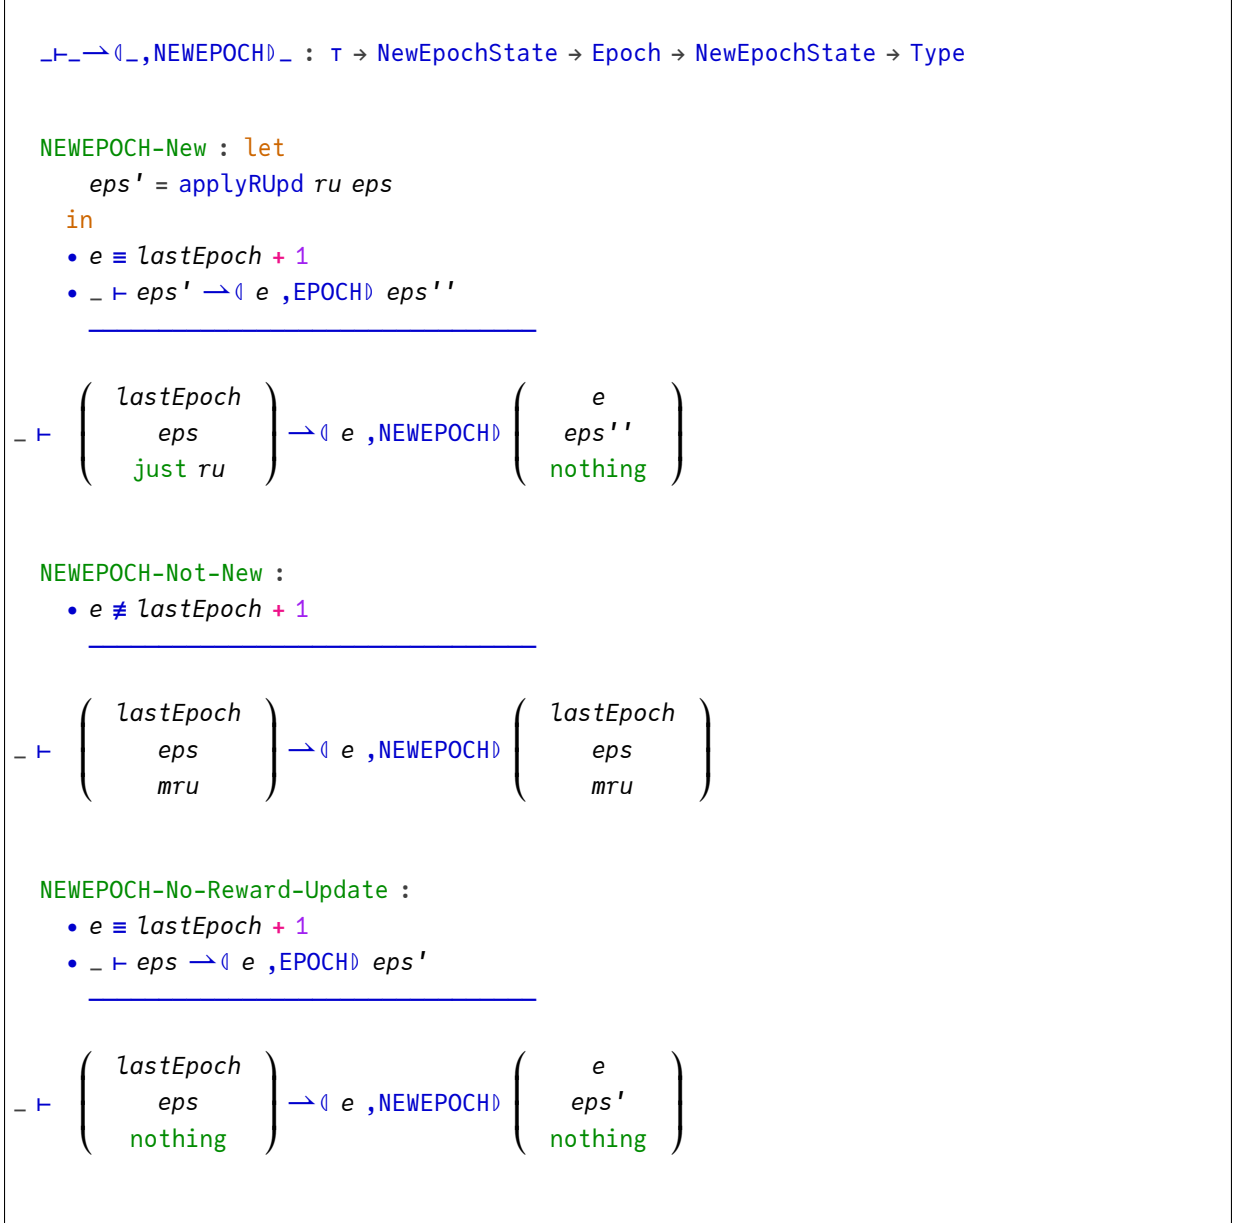 _⊢_⇀⦇_,NEWEPOCH⦈_ : ⊤ → NewEpochState → Epoch → NewEpochState → Type
NEWEPOCH-New : let
eps' = applyRUpd ru eps
in
• e ≡ lastEpoch + 1
• _ ⊢ eps' ⇀⦇ e ,EPOCH⦈ eps''
lastEpoch e
_ ⊢ eps ⇀⦇ e ,NEWEPOCH⦈ eps''
just ru nothing
NEWEPOCH-Not-New :
• e ≢ lastEpoch + 1
lastEpoch lastEpoch
_ ⊢ eps ⇀⦇ e ,NEWEPOCH⦈ eps
mru mru
NEWEPOCH-No-Reward-Update :
• e ≡ lastEpoch + 1
• _ ⊢ eps ⇀⦇ e ,EPOCH⦈ eps'
lastEpoch e
_ ⊢ eps ⇀⦇ e ,NEWEPOCH⦈ eps'
nothing nothing